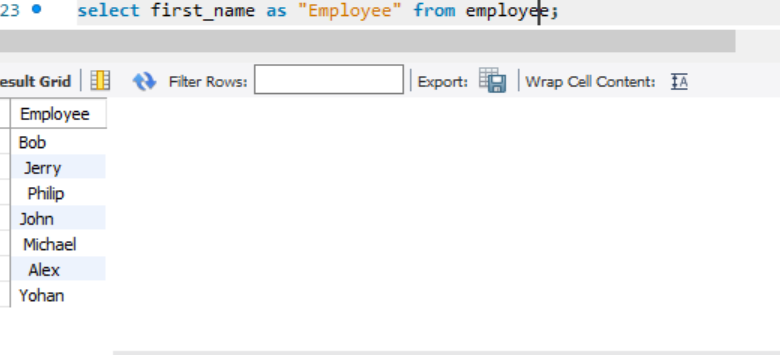 23 select first_name as "Employee" from employee;
esult Grid Filter Rows: Export: Wrap Cell Content: IA
Employee
Bob
Jerry
Philip
John
Michael
Alex
Yohan